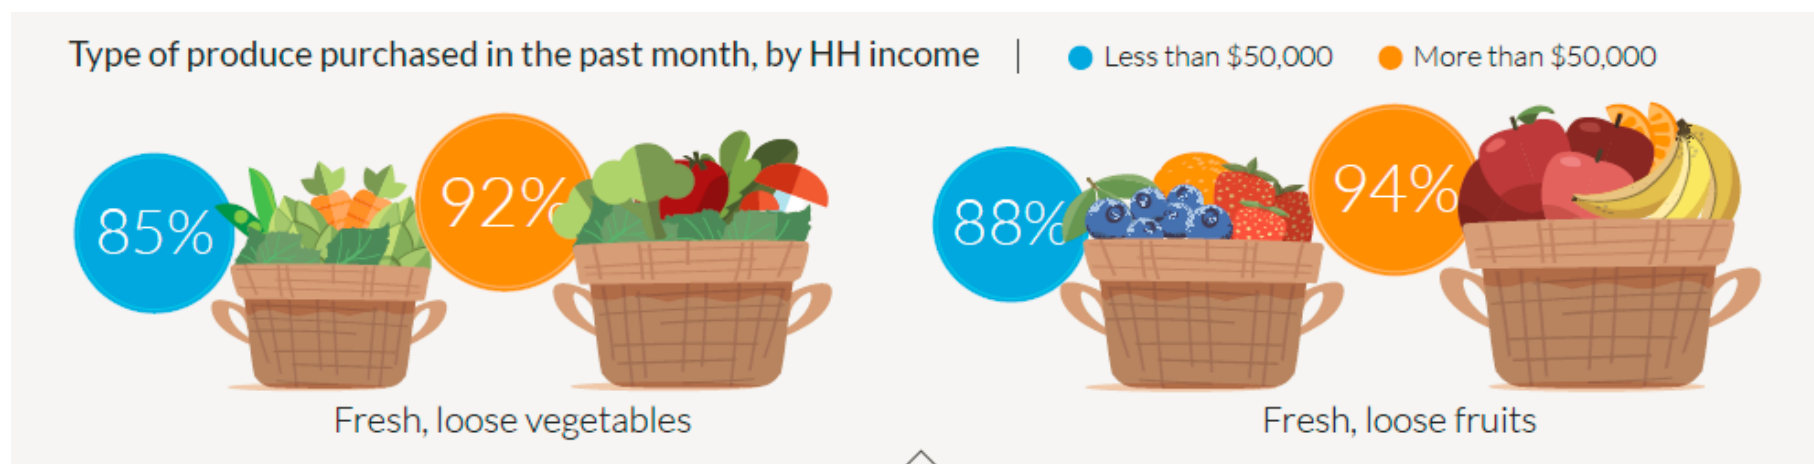 Type of produce purchased in the past month, by HH income | Less than $50,000 More than $50,000
85% 92% 88% 94%
Fresh, loose vegetables Fresh, loose fruits